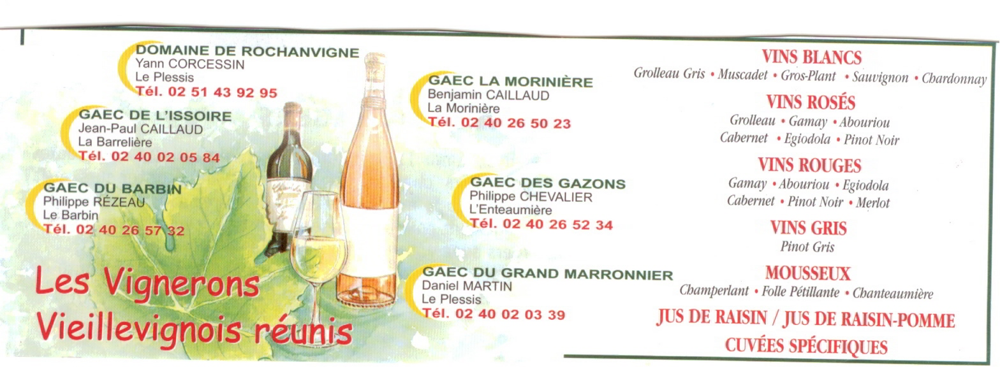 DOMAINE DE ROCHANVIGNE
Yann CORCESSIN
Le Plessis
Tél. 02 51 43 92 95
GAEC DE L'ISSOIRE
Jean-Paul CAILLAUD
La Barrelière
Tél. 02 40 02 05 84
GAEC DU BARBIN
Philippe RÉZEAU
Le Barbin
Tél. 02 40 26 57 32
Les Vignerons
Vieillevignois réunis
GAEC LA MORINIÈRE
Benjamin CAILLAUD
La Morinière
Tél. 02 40 26 50 23
GAEC DES GAZONS
Philippe CHEVALIER
L'Enteaumière
Tél. 02 40 26 52 34
GAEC DU GRAND MARRONNIER
Daniel MARTIN
Le Plessis
Tél. 02 40 02 03 39
VINS BLANCS
Grolleau Gris • Muscadet • Gros-Plant • Sauvignon • Chardonnay
VINS ROSÉS
Grolleau • Gamay • Abouriou
Cabernet • Egiodola • Pinot Noir
VINS ROUGES
Gamay • Abouriou • Egiodola
Cabernet • Pinot Noir • Merlot
VINS GRIS
Pinot Gris
MOUSSEUX
Champerlant • Folle Pétillante • Chanteaumière
JUS DE RAISIN / JUS DE RAISIN-POMME
CUVÉES SPÉCIFIQUES